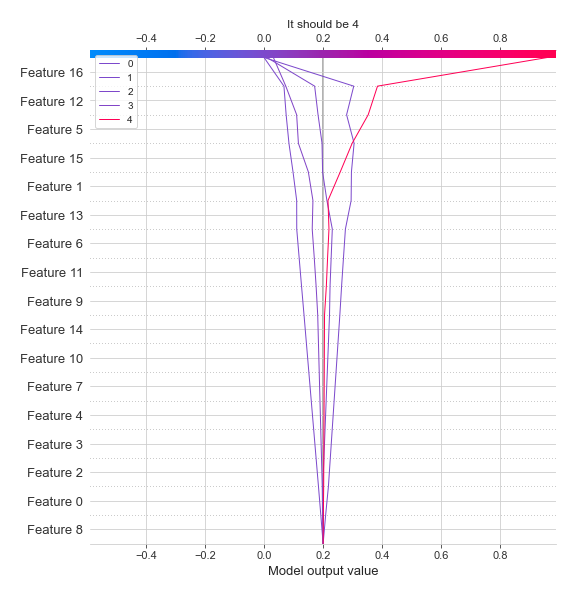 It should be 4
−0.4 −0.2 0.0 0.2 0.4 0.6 0.8
0
1
2
3
4
Feature 16
Feature 12
Feature 5
Feature 15
Feature 1
Feature 13
Feature 6
Feature 11
Feature 9
Feature 14
Feature 10
Feature 7
Feature 4
Feature 3
Feature 2
Feature 0
Feature 8
−0.4 −0.2 0.0 0.2 0.4 0.6 0.8
Model output value